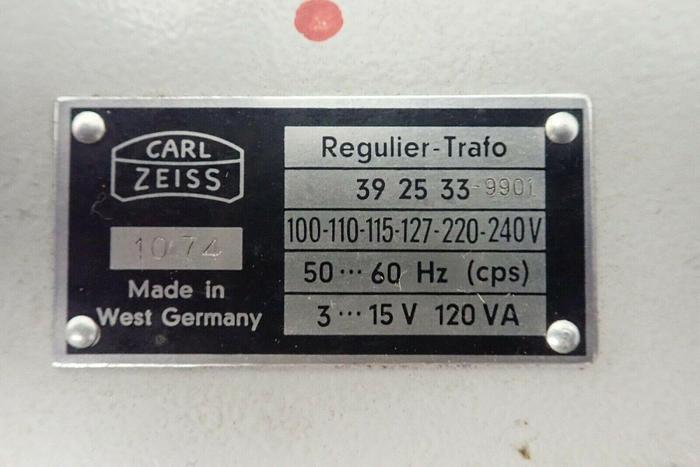 CARL
ZEISS
10 74
Made in
West Germany
Regulier-Trafo
39 25 33-9901
100-110-115-127-220-240V
50···60 Hz (cps)
3···15 V 120 VA